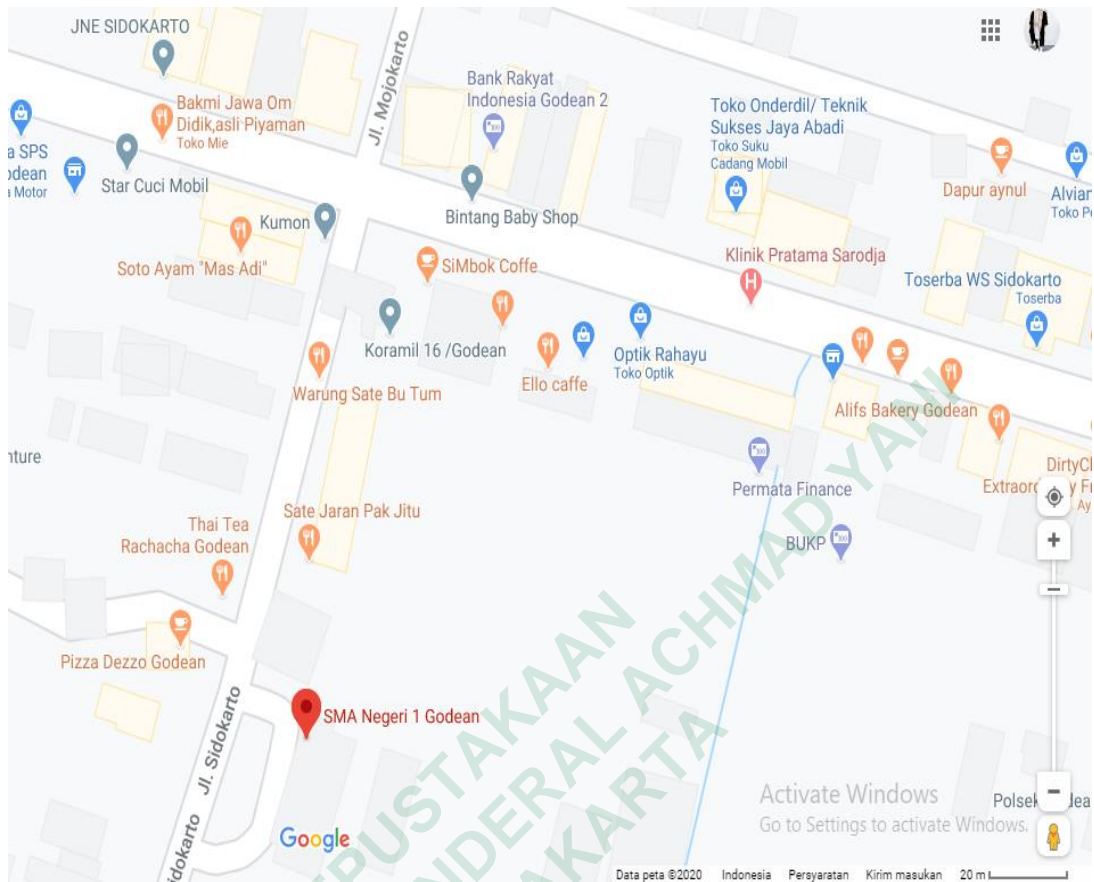 JNE SIDOKARTO
Jl. Mojokarto
Bank Rakyat
Indonesia Godean 2
Bakmi Jawa Om
Didik,asli Piyaman
Toko Mie
Toko Onderdil/ Teknik
Sukses Jaya Abadi
Toko Suku
Cadang Mobil
a SPS
odean
a Motor
Star Cuci Mobil
Dapur aynul
Alvian
Toko Pe
Kumon
Bintang Baby Shop
Soto Ayam "Mas Adi"
SiMbok Coffe
Klinik Pratama Sarodja
Toserba WS Sidokarto
Toserba
Koramil 16 /Godean
Optik Rahayu
Toko Optik
Ello caffe
Warung Sate Bu Tum
Alifs Bakery Godean
nture
DirtyCl
Permata Finance
Sate Jaran Pak Jitu
Thai Tea
Rachacha Godean
BUKP
Pizza Dezzo Godean
SMA Negeri 1 Godean
Jl. Sidokarto
idokarto
Google
PERPUSTAKAAN
JENDERAL ACHMAD YANI
YAKARTA
Activate Windows
Go to Settings to activate Windows.
Data peta ©2020 Indonesia Persyaratan Kirim masukan 20 m